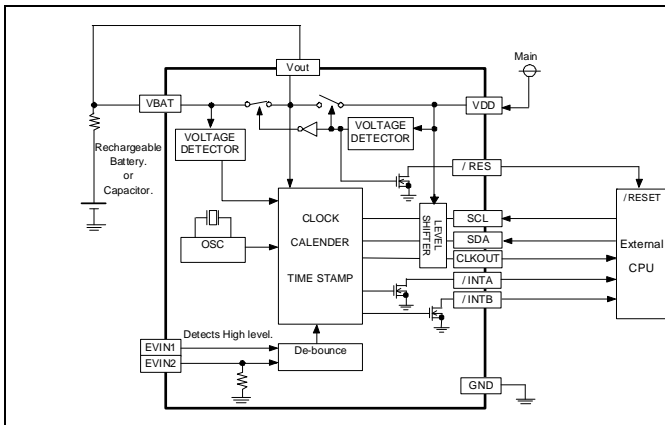 Main
Vout
VBAT
VDD
VOLTAGE
DETECTOR
VOLTAGE
DETECTOR
Rechargeable
Battery.
or
Capacitor.
/ RES
/RESET
CLOCK
CALENDER
TIME STAMP
LEVEL
SHIFTER
SCL
SDA
CLKOUT
/ INTA
/ INTB
External
CPU
OSC
Detects High level.
EVIN1
EVIN2
De-bounce
GND